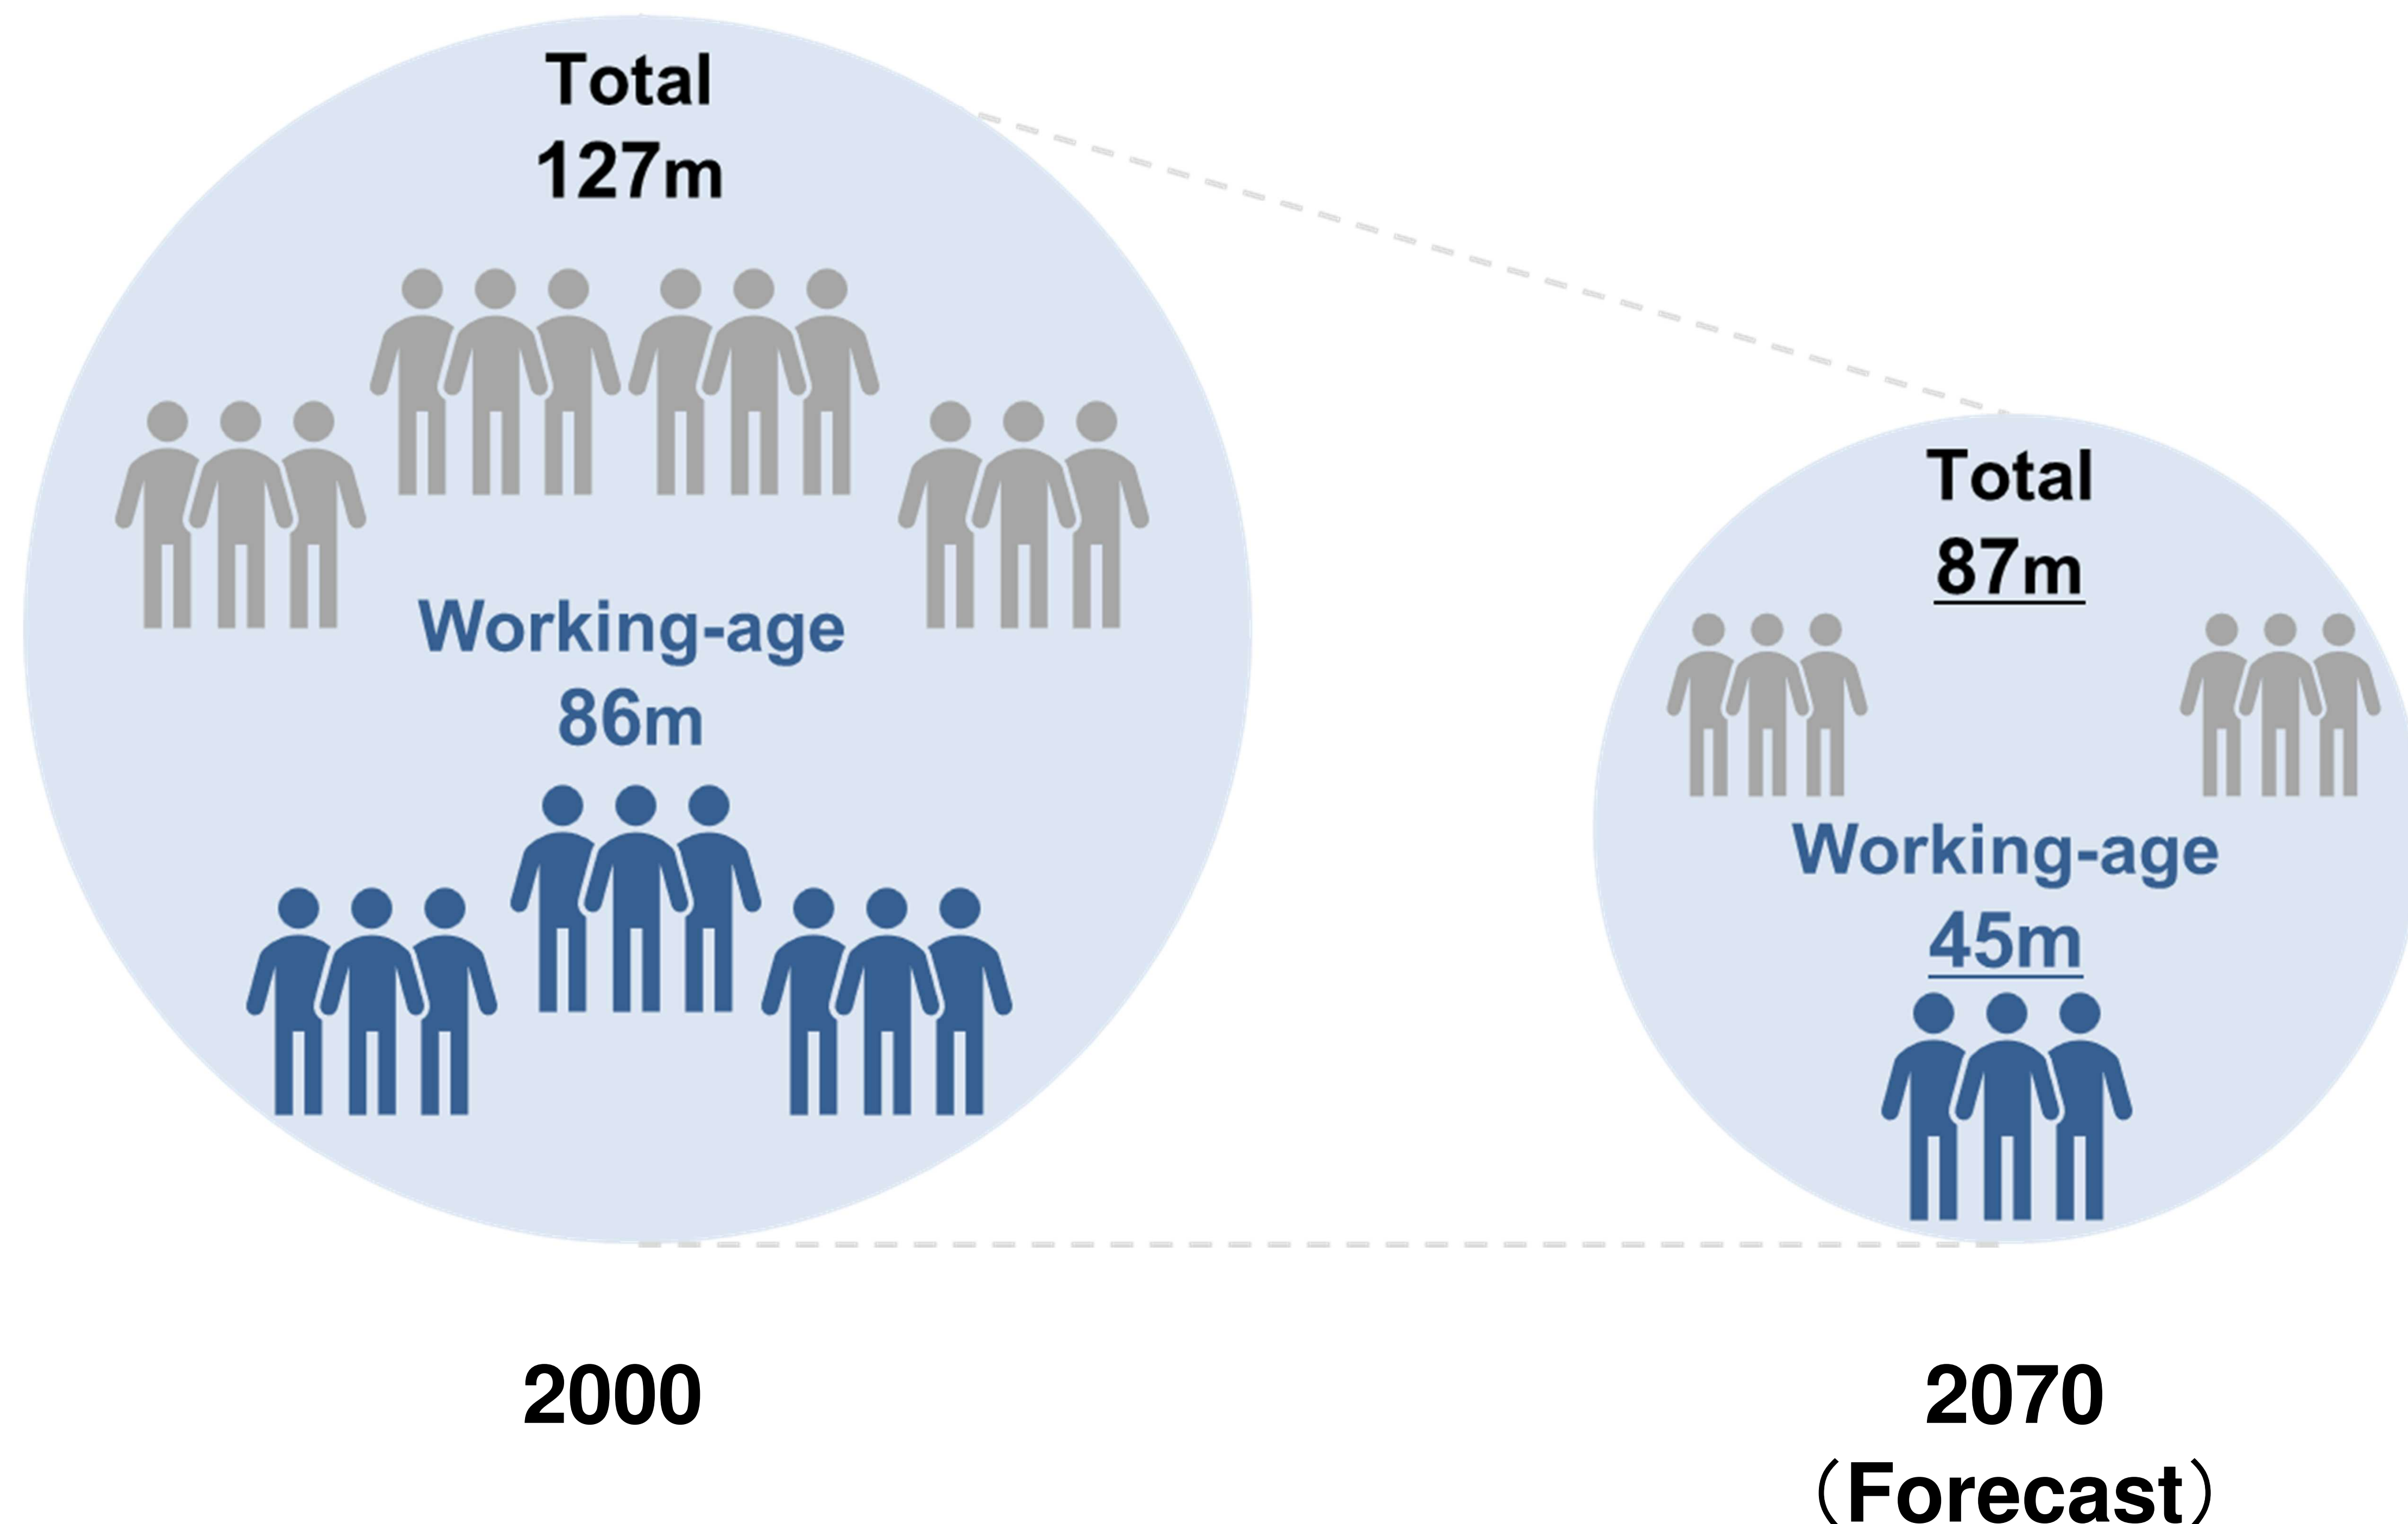 Total
127m
Working-age
86m
Total
87m
Working-age
45m
2000
2070
（Forecast）